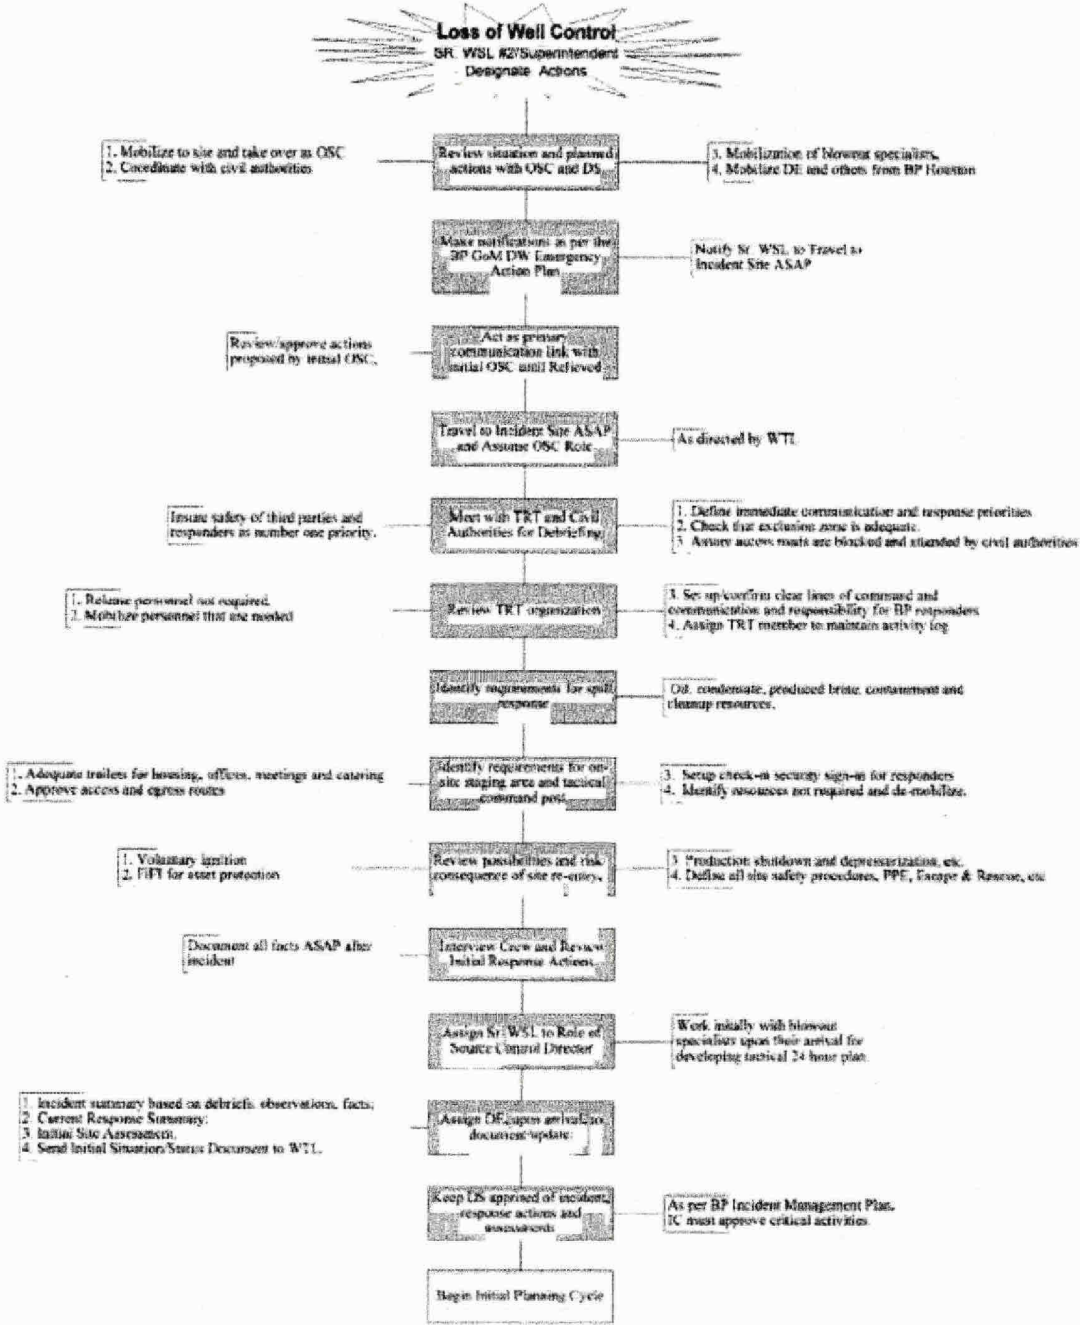 Loss of Well Control
SR. WSL #2/Superintendent
Designate Actions
1. Mobilize to site and take over as OSC
2. Coordinate with civil authorities
Review situation and planned
actions with OSC and DS
3. Mobilization of blowout specialists.
4. Mobilize DE and others from BP Houston
Make notifications as per the
BP GoM DW Emergency
Action Plan
Notify Sr. WSL to Travel to
Incident Site ASAP
Review/approve actions
proposed by initial OSC.
Act as primary
communication link with
initial OSC until Relieved
Travel to Incident Site ASAP
and Assume OSC Role
As directed by WTL
Insure safety of third parties and
responders as number one priority.
Meet with TRT and Civil
Authorities for Debriefing
1. Define immediate communication and response priorities
2. Check that exclusion zone is adequate.
3. Assure access roads are blocked and attended by civil authorities
1. Release personnel not required.
2. Mobilize personnel that are needed
Review TRT organization
3. Set up/confirm clear lines of command and
communication and responsibility for BP responders
4. Assign TRT member to maintain activity log
Identify requirements for spill
response
Oil, condensate, produced brine, containment and
cleanup resources.
1. Adequate trailers for housing, offices, meetings and catering
2. Approve access and egress routes
Identify requirements for on-
site staging area and tactical
command post
3. Setup check-in security sign-in for responders
4. Identify resources not required and de-mobilize.
1. Voluntary ignition
2. FiFi for asset protection
Review possibilities and risk
consequence of site re-entry.
3. Production shutdown and depressurization, etc.
4. Define all site safety procedures, PPE, Escape & Rescue, etc
Document all facts ASAP after
incident
Interview Crew and Review
Initial Response Actions
Assign Sr. WSL to Role of
Source Control Director
Work initially with blowout
specialists upon their arrival for
developing tactical 24 hour plan
1. Incident summary based on debriefs, observations, facts.
2. Current Response Summary.
3. Initial Site Assessment.
4. Send Initial Situation/Status Document to WTL.
Assign DE, upon arrival, to
document/update
Keep DS apprised of incident,
response actions and
assessments
As per BP Incident Management Plan,
IC must approve critical activities
Begin Initial Planning Cycle